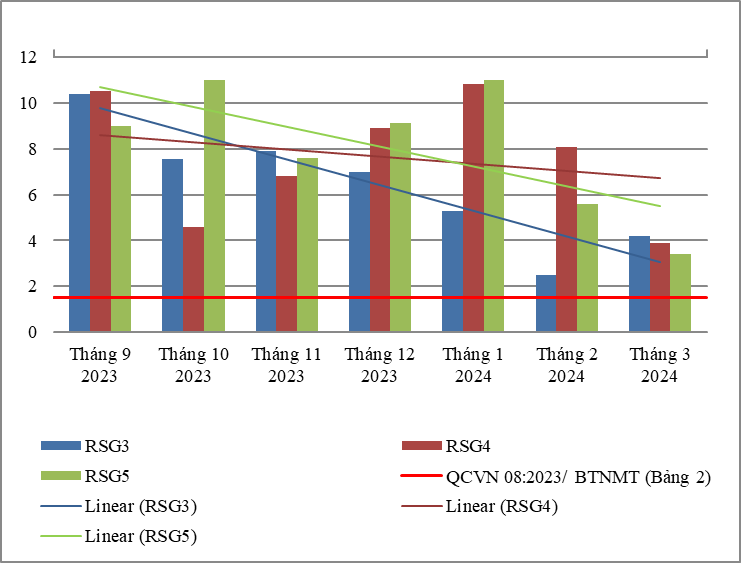 12
10
8
6
4
2
0
Tháng 9
2023
Tháng 10
2023
Tháng 11
2023
Tháng 12
2023
Tháng 1
2024
Tháng 2
2024
Tháng 3
2024
RSG3
RSG4
RSG5
QCVN 08:2023/ BTNMT (Bảng 2)
Linear (RSG3)
Linear (RSG4)
Linear (RSG5)